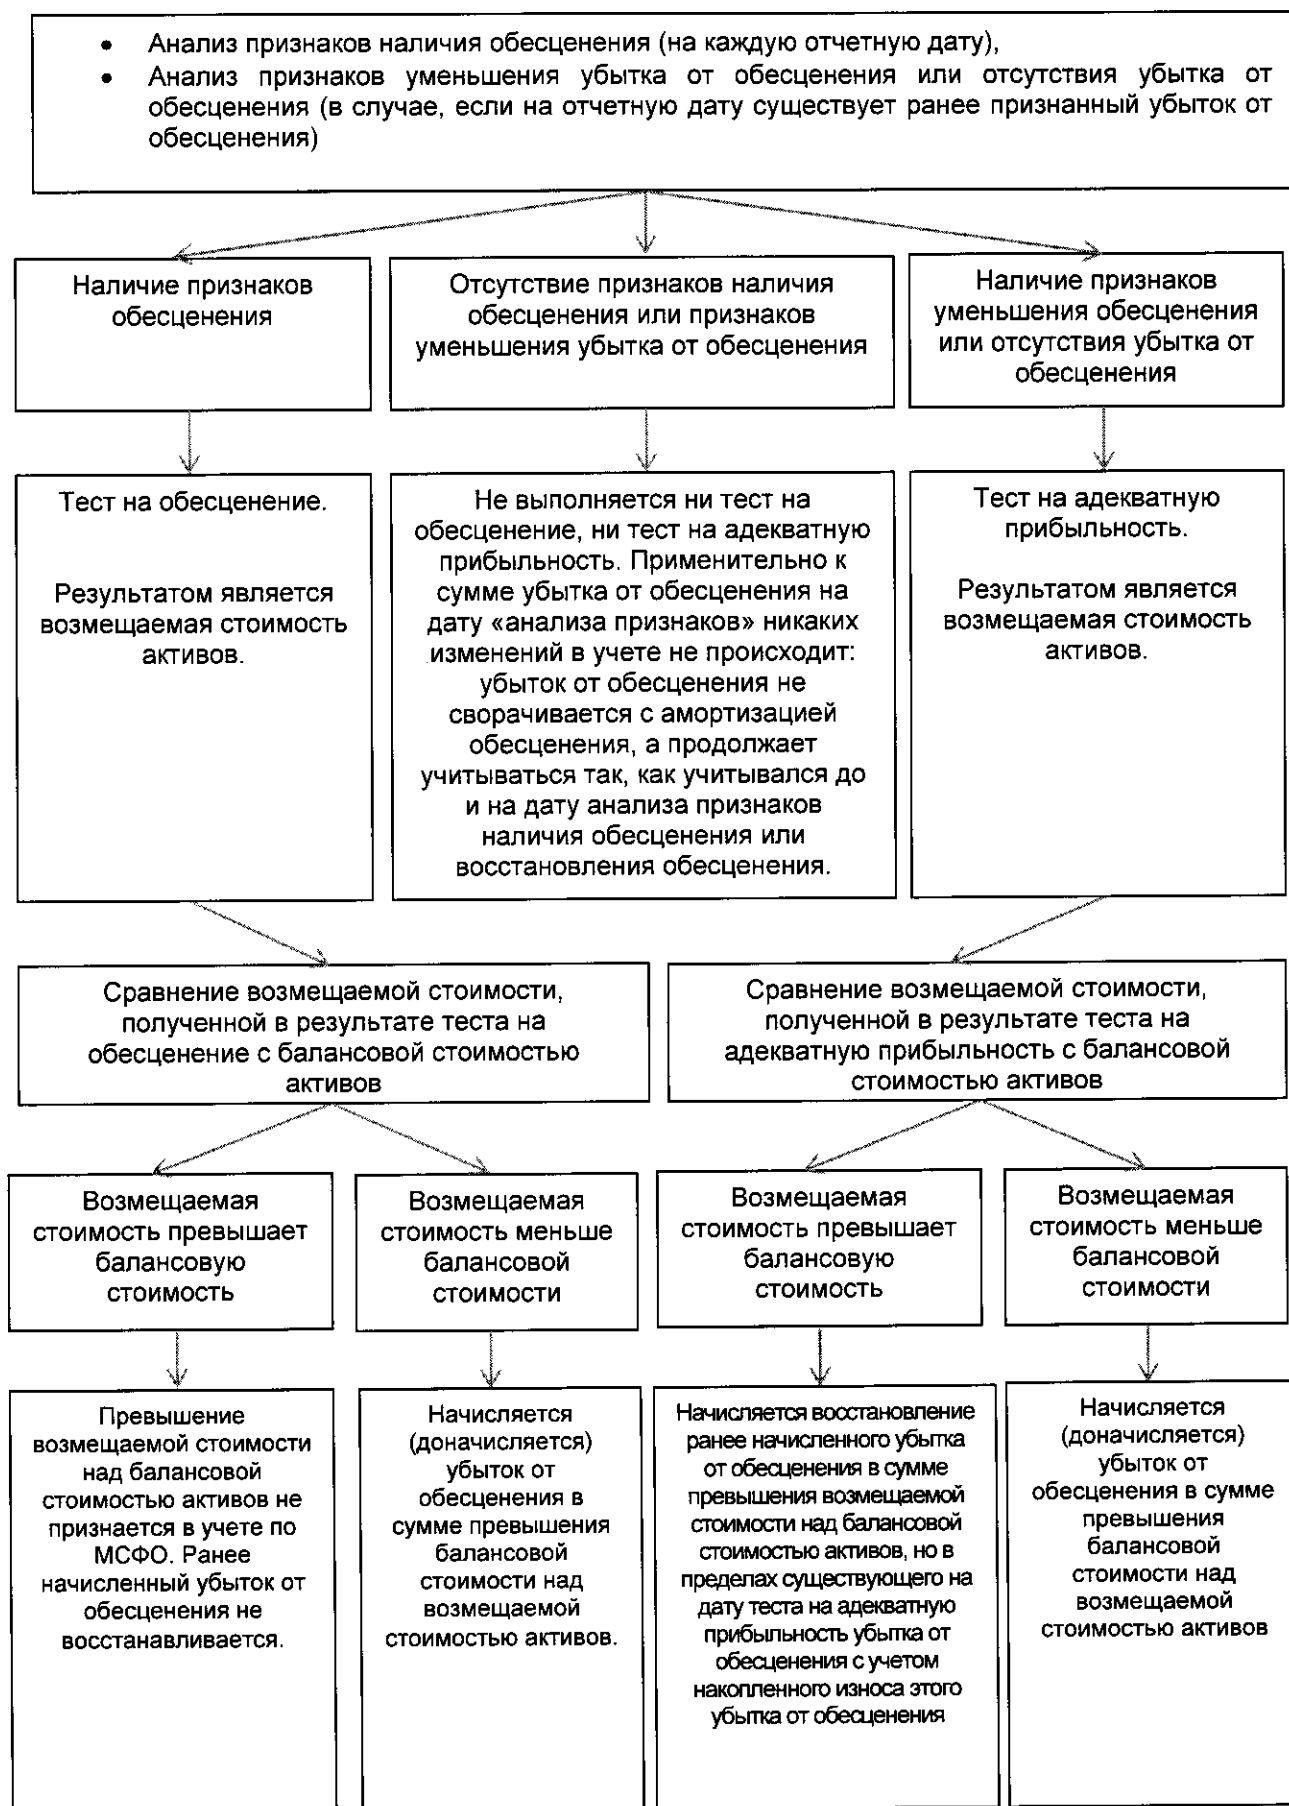 • Анализ признаков наличия обесценения (на каждую отчетную дату),
• Анализ признаков уменьшения убытка от обесценения или отсутствия убытка от
обесценения (в случае, если на отчетную дату существует ранее признанный убыток от
обесценения)
Наличие признаков
обесценения
Отсутствие признаков наличия
обесценения или признаков
уменьшения убытка от обесценения
Наличие признаков
уменьшения обесценения
или отсутствия убытка от
обесценения
Тест на обесценение.
Результатом является
возмещаемая стоимость
активов.
Не выполняется ни тест на
обесценение, ни тест на адекватную
прибыльность. Применительно к
сумме убытка от обесценения на
дату «анализа признаков» никаких
изменений в учете не происходит:
убыток от обесценения не
сворачивается с амортизацией
обесценения, а продолжает
учитываться так, как учитывался до
и на дату анализа признаков
наличия обесценения или
восстановления обесценения.
Тест на адекватную
прибыльность.
Результатом является
возмещаемая стоимость
активов.
Сравнение возмещаемой стоимости,
полученной в результате теста на
обесценение с балансовой стоимостью
активов
Сравнение возмещаемой стоимости,
полученной в результате теста на
адекватную прибыльность с балансовой
стоимостью активов
Возмещаемая
стоимость превышает
балансовую
стоимость
Возмещаемая
стоимость меньше
балансовой
стоимости
Возмещаемая
стоимость превышает
балансовую
стоимость
Возмещаемая
стоимость меньше
балансовой
стоимости
Превышение
возмещаемой стоимости
над балансовой
стоимостью активов не
признается в учете по
МСФО. Ранее
начисленный убыток от
обесценения не
восстанавливается.
Начисляется
(доначисляется)
убыток от
обесценения в
сумме превышения
балансовой
стоимости над
возмещаемой
стоимостью активов.
Начисляется восстановление
ранее начисленного убытка
от обесценения в сумме
превышения возмещаемой
стоимости над балансовой
стоимостью активов, но в
пределах существующего на
дату теста на адекватную
прибыльность убытка от
обесценения с учетом
накопленного износа этого
убытка от обесценения
Начисляется
(доначисляется)
убыток от
обесценения в сумме
превышения
балансовой
стоимости над
возмещаемой
стоимостью активов